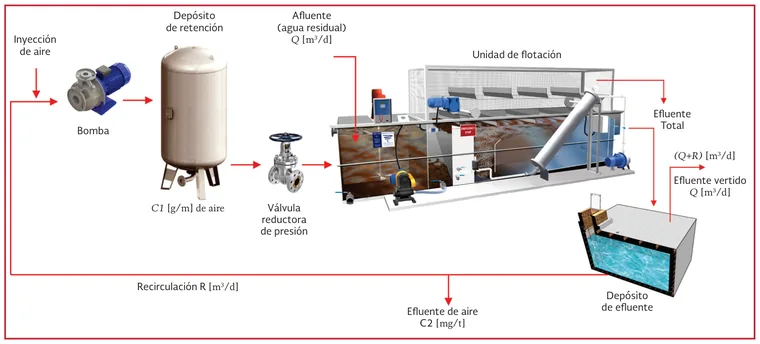 Inyección
de aire
Bomba
Depósito
de retención
C1 [g/m] de aire
Afluente
(agua residual)
Q [m³/d]
Válvula
reductora
de presión
Unidad de flotación
Efluente
Total
(Q+R) [m³/d]
Efluente vertido
Q [m³/d]
Depósito
de efluente
Recirculación R [m³/d]
Efluente de aire
C2 [mg/t]